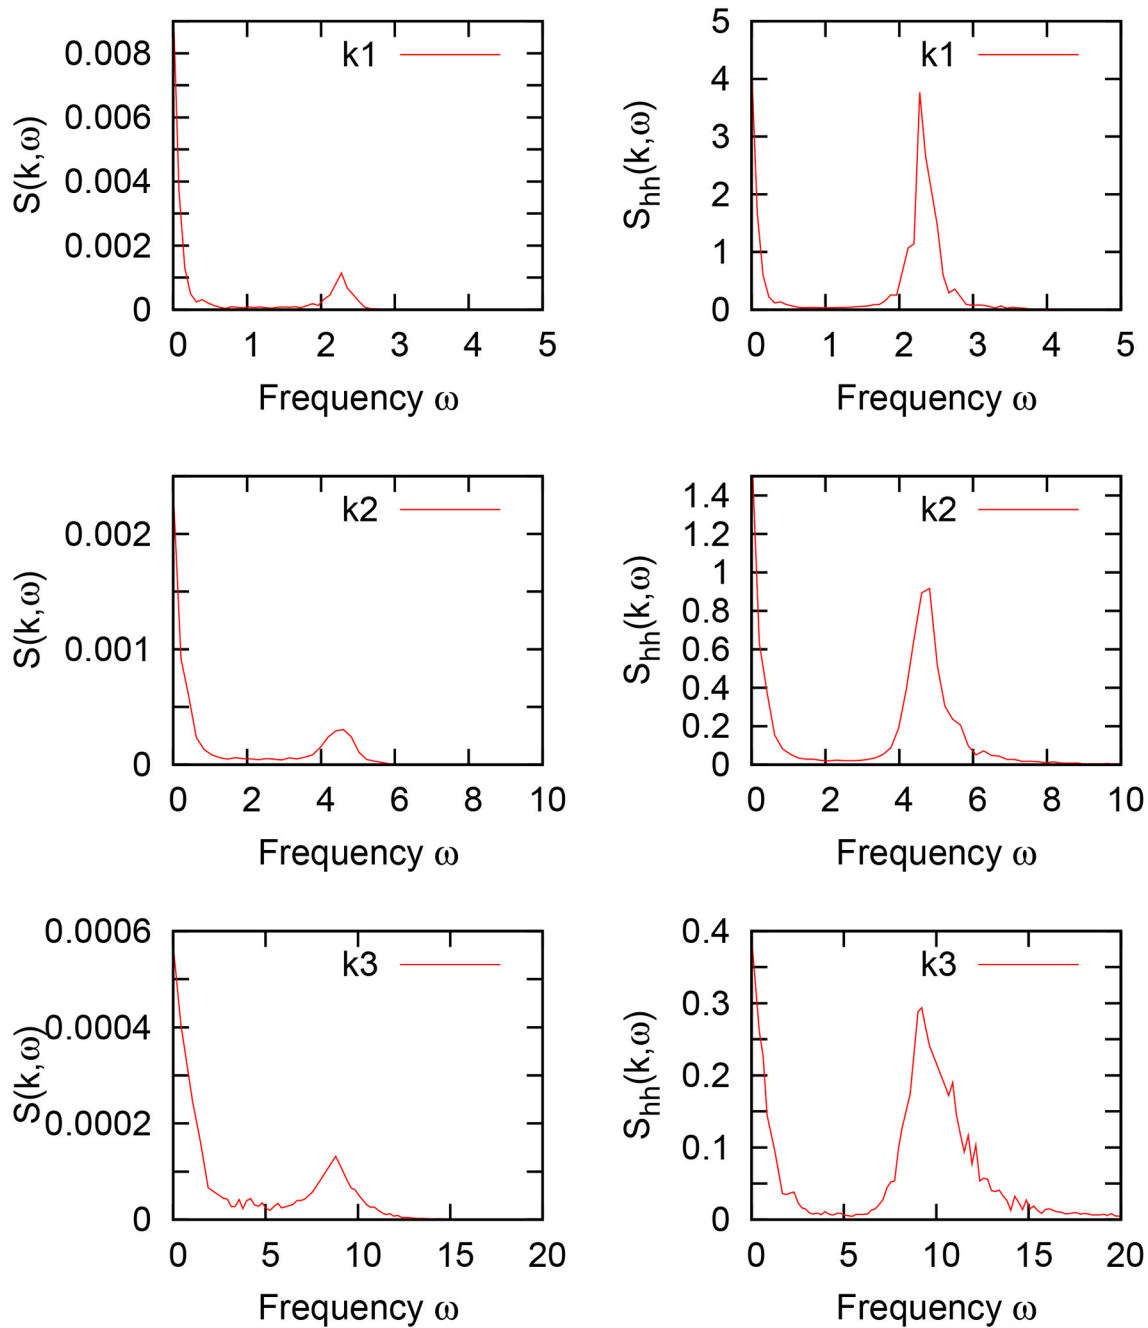 k1
S(k,ω)
0.008
0.006
0.004
0.002
0
0 1 2 3 4 5
Frequency ω
k1
S_hh(k,ω)
5
4
3
2
1
0
0 1 2 3 4 5
Frequency ω
k2
S(k,ω)
0.002
0.001
0
0 2 4 6 8 10
Frequency ω
k2
S_hh(k,ω)
1.4
1.2
1
0.8
0.6
0.4
0.2
0
0 2 4 6 8 10
Frequency ω
k3
S(k,ω)
0.0006
0.0004
0.0002
0
0 5 10 15 20
Frequency ω
k3
S_hh(k,ω)
0.4
0.3
0.2
0.1
0
0 5 10 15 20
Frequency ω